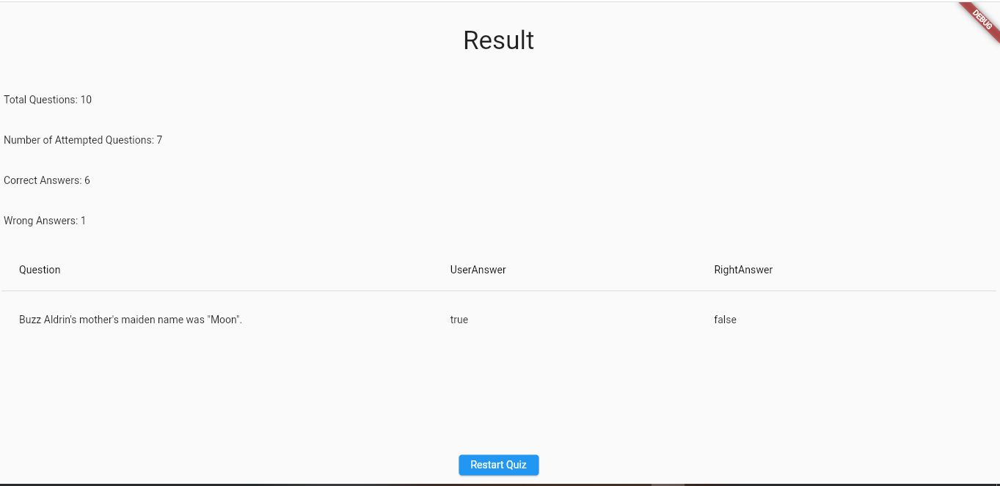 DEBUG
Result
Total Questions: 10
Number of Attempted Questions: 7
Correct Answers: 6
Wrong Answers: 1
Question UserAnswer RightAnswer
Buzz Aldrin's mother's maiden name was "Moon". true false
Restart Quiz